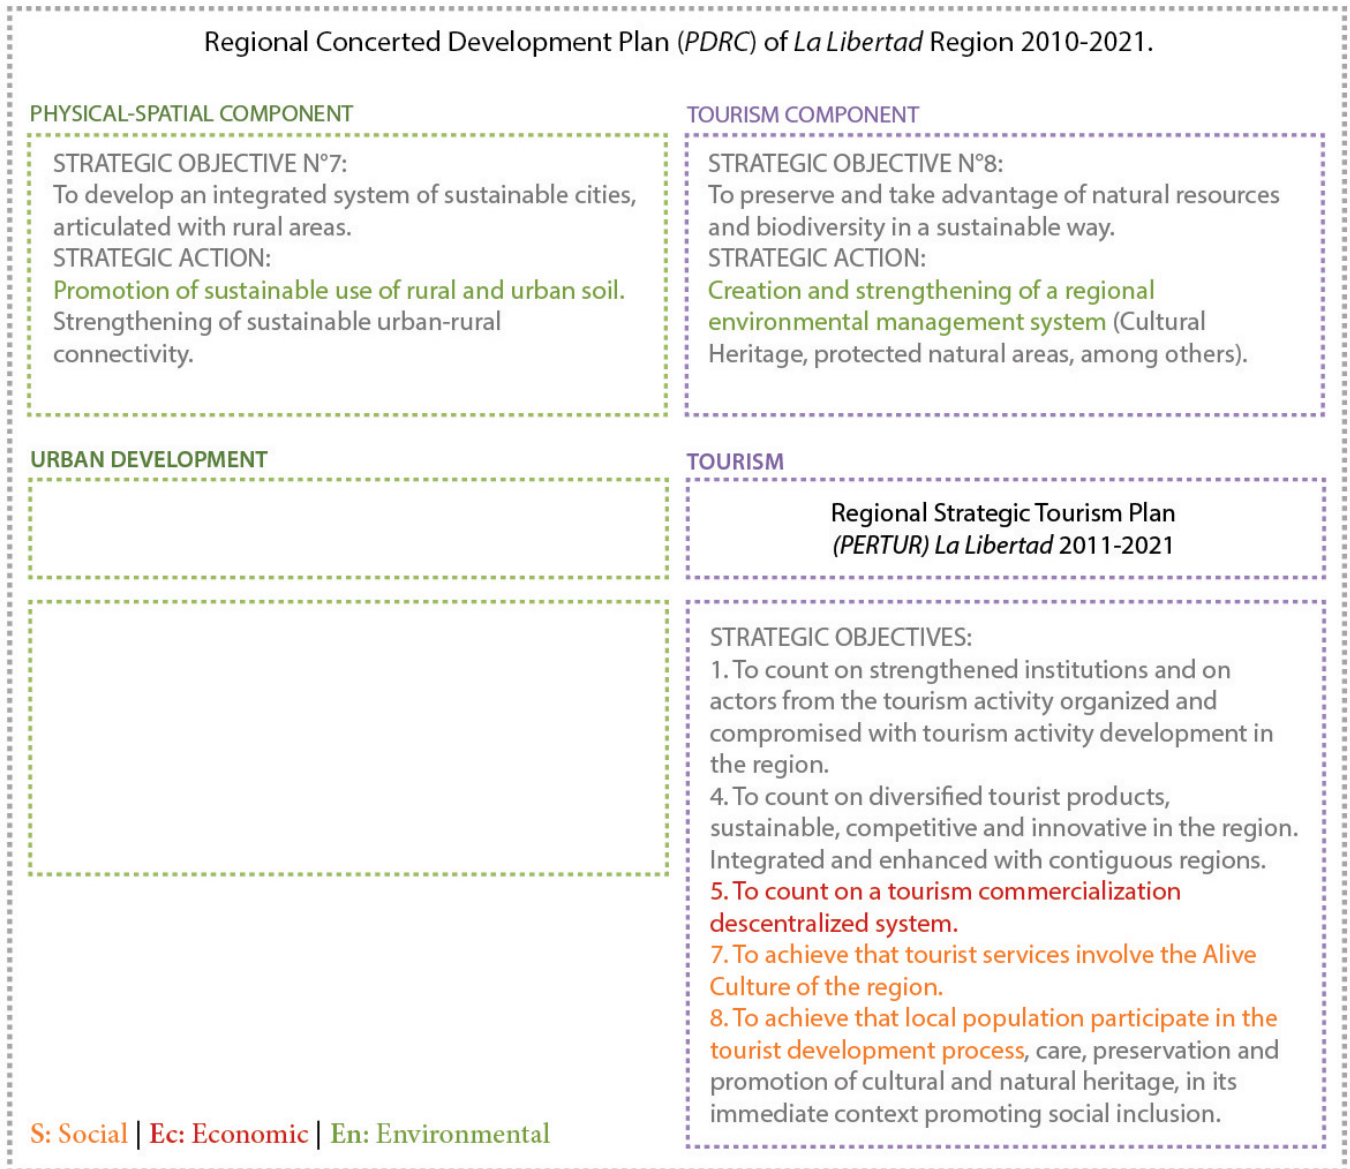 Regional Concerted Development Plan (PDRC) of La Libertad Region 2010-2021.
PHYSICAL-SPATIAL COMPONENT
STRATEGIC OBJECTIVE N°7:
To develop an integrated system of sustainable cities,
articulated with rural areas.
STRATEGIC ACTION:
Promotion of sustainable use of rural and urban soil.
Strengthening of sustainable urban-rural
connectivity.
TOURISM COMPONENT
STRATEGIC OBJECTIVE N°8:
To preserve and take advantage of natural resources
and biodiversity in a sustainable way.
STRATEGIC ACTION:
Creation and strengthening of a regional
environmental management system (Cultural
Heritage, protected natural areas, among others).
URBAN DEVELOPMENT
TOURISM
Regional Strategic Tourism Plan
(PERTUR) La Libertad 2011-2021
STRATEGIC OBJECTIVES:
1. To count on strengthened institutions and on
actors from the tourism activity organized and
compromised with tourism activity development in
the region.
4. To count on diversified tourist products,
sustainable, competitive and innovative in the region.
Integrated and enhanced with contiguous regions.
5. To count on a tourism commercialization
descentralized system.
7. To achieve that tourist services involve the Alive
Culture of the region.
8. To achieve that local population participate in the
tourist development process, care, preservation and
promotion of cultural and natural heritage, in its
immediate context promoting social inclusion.
S: Social | Ec: Economic | En: Environmental